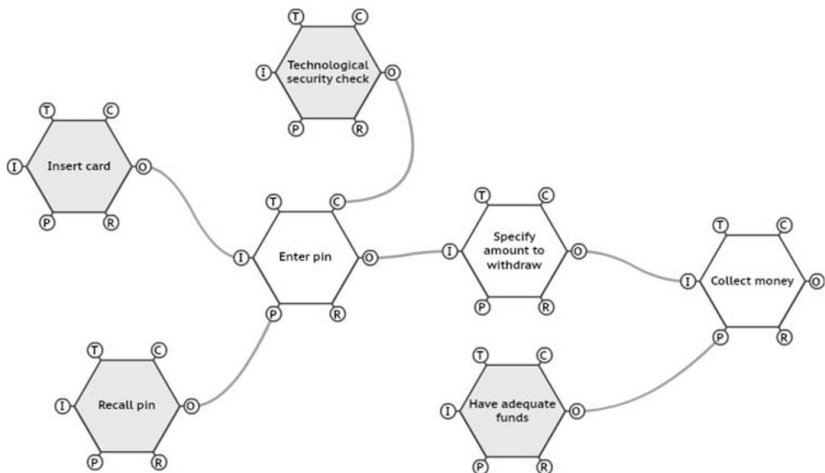 T C
Technological
security check
I O
P R
T C
Insert card
I O
P R
T C
Enter pin
I O
P R
T C
Specify
amount to
withdraw
I O
P R
T C
Collect money
I O
P R
T C
Recall pin
I O
P R
T C
Have adequate
funds
I O
P R